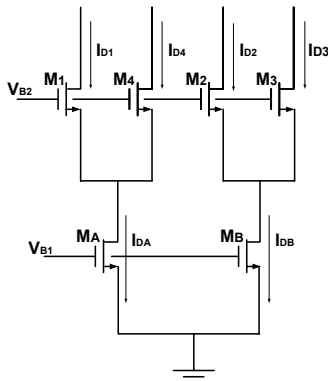 ID1 ID4 ID2 ID3
M1 M4 M2 M3
VB2
MA IDA MB IDB
VB1